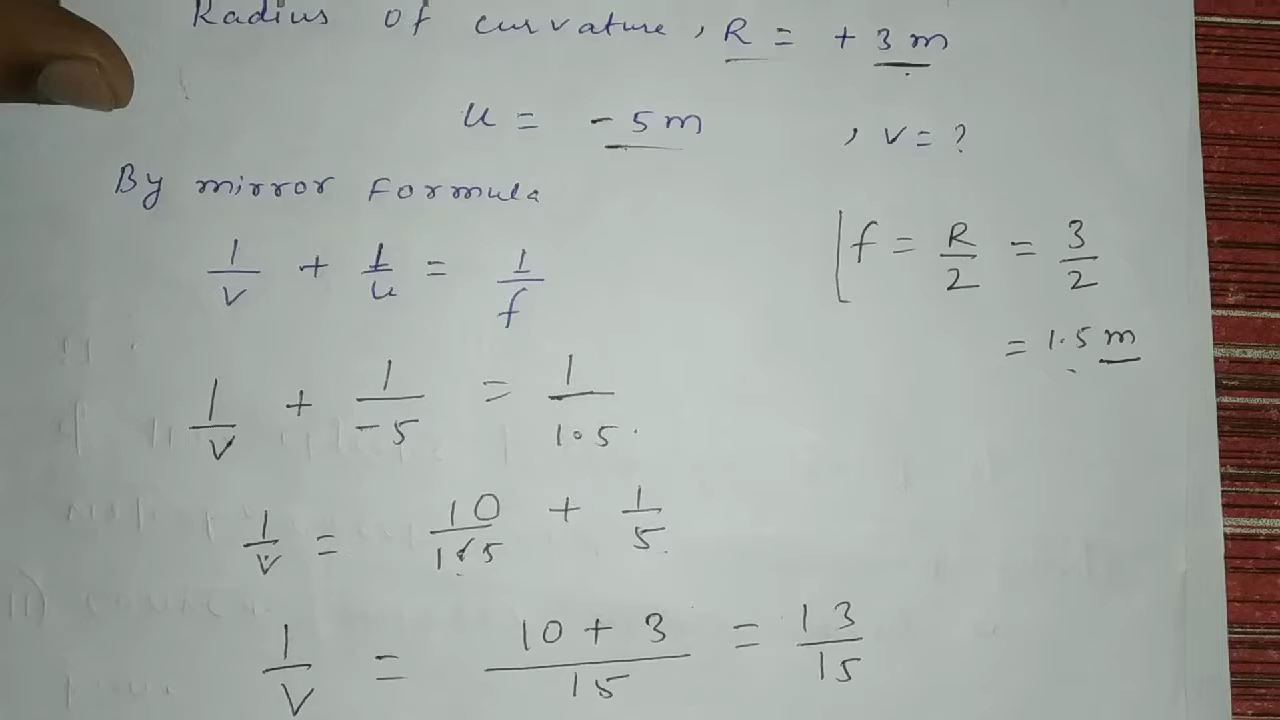 Radius of curvature, R = + 3 m
u = - 5 m , v = ?
By mirror formula
1/v + 1/u = 1/f
f = R/2 = 3/2
= 1.5 m
1/v + 1/-5 = 1/1.5
1/v = 10/15 + 1/5
1/v = 10 + 3/15 = 13/15